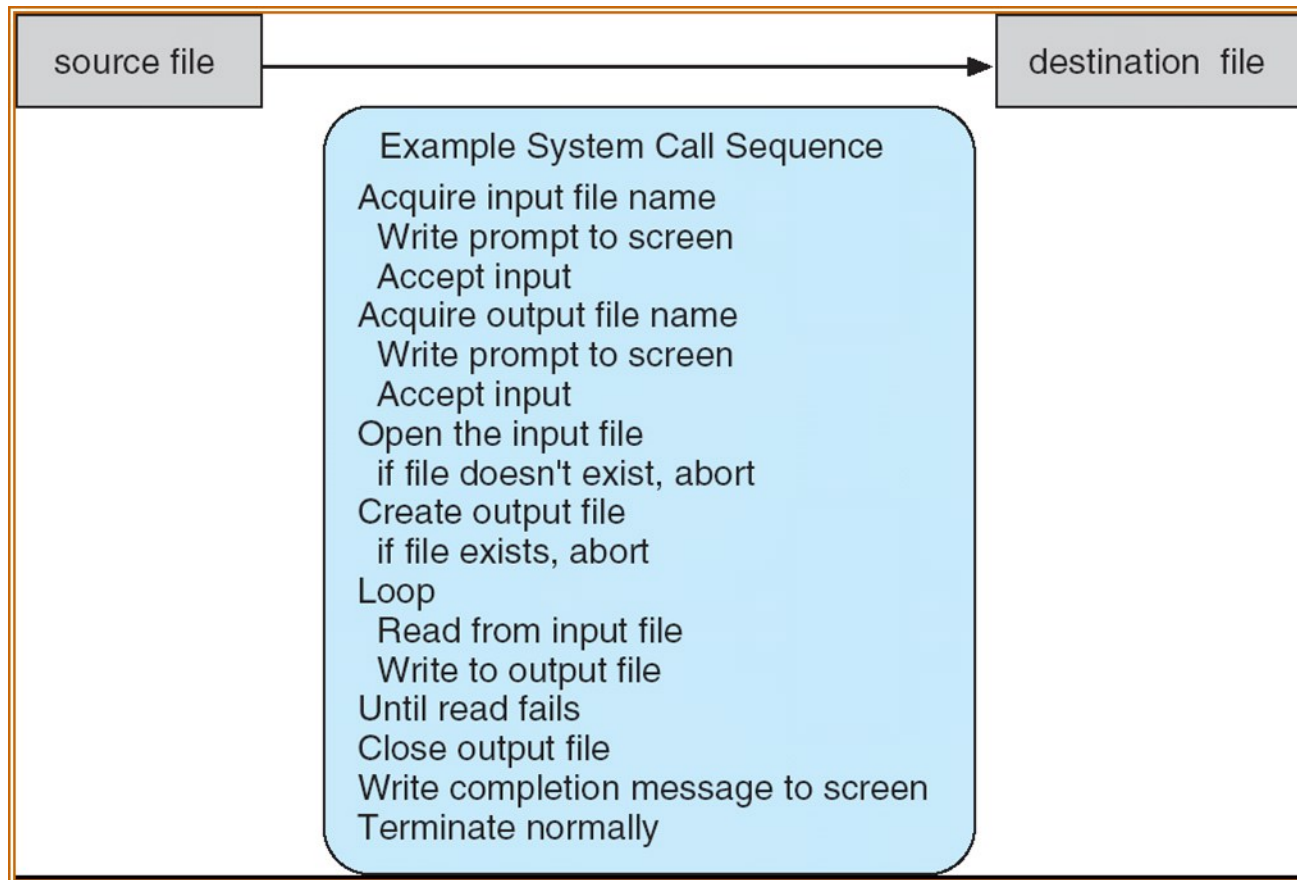 source file
destination file
Example System Call Sequence
Acquire input file name
Write prompt to screen
Accept input
Acquire output file name
Write prompt to screen
Accept input
Open the input file
if file doesn't exist, abort
Create output file
if file exists, abort
Loop
Read from input file
Write to output file
Until read fails
Close output file
Write completion message to screen
Terminate normally